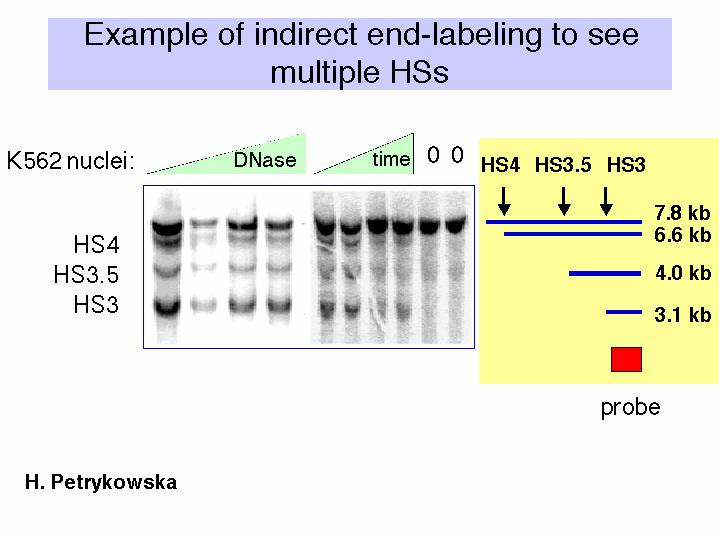 Example of indirect end-labeling to see
multiple HSs
K562 nuclei:
DNase
time
0 0
HS4
HS3.5
HS3
HS4 HS3.5 HS3
7.8 kb
6.6 kb
4.0 kb
3.1 kb
probe
H. Petrykowska